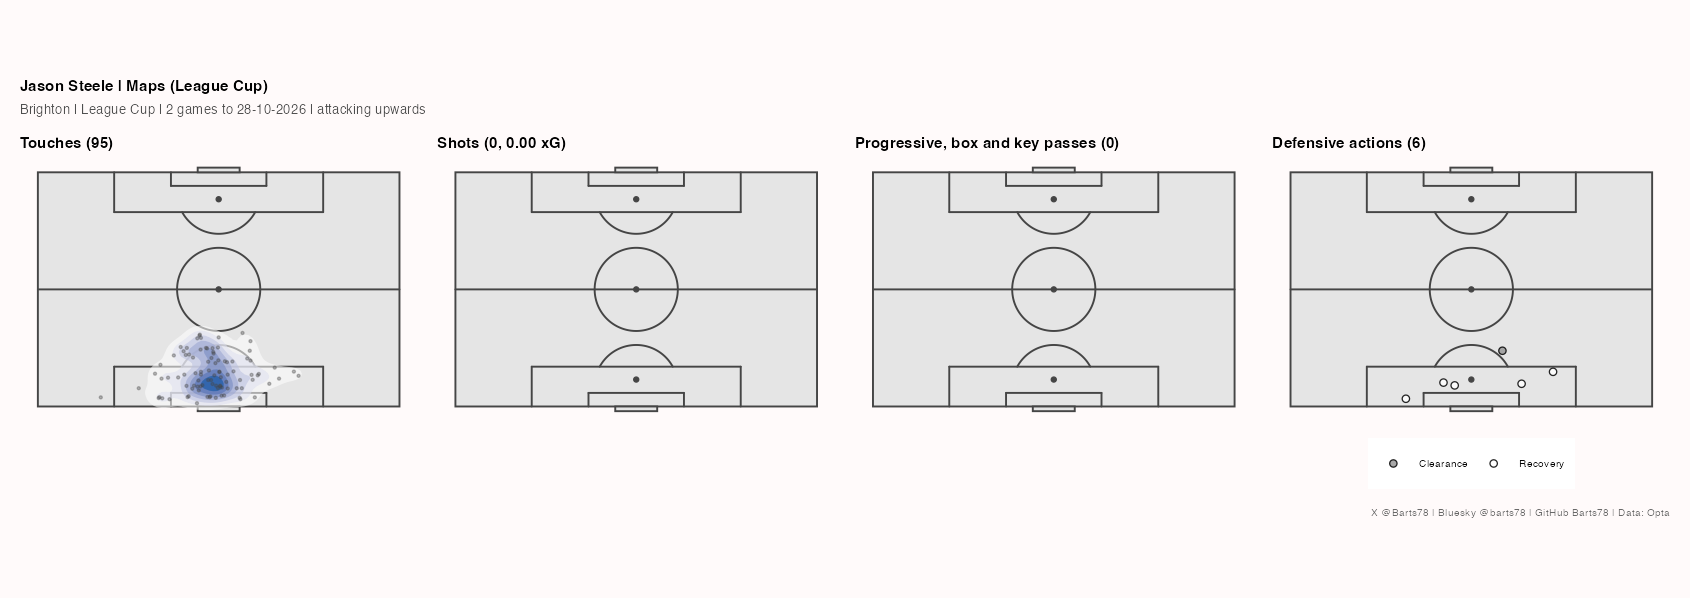 Jason Steele | Maps (League Cup)
Brighton | League Cup | 2 games to 28-10-2026 | attacking upwards
Touches (95)
Shots (0, 0.00 xG)
Progressive, box and key passes (0)
Defensive actions (6)
Clearance
Recovery
X @Barts78 | Bluesky @barts78 | GitHub Barts78 | Data: Opta